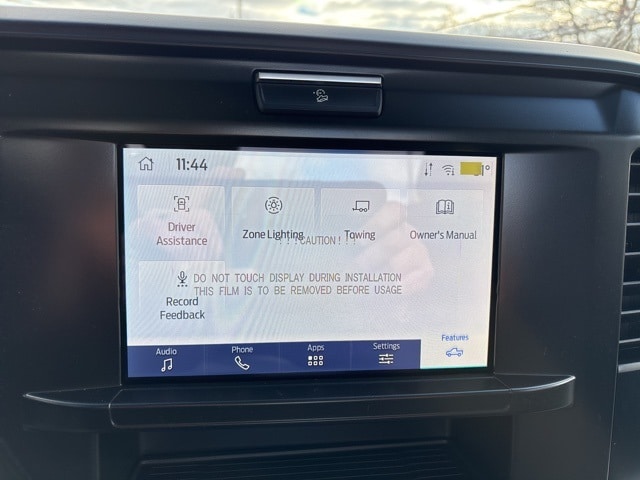 11:44
1°
Driver
Assistance
Zone Lighting
Towing
Owner's Manual
! ! !CAUTION! ! !
DO NOT TOUCH DISPLAY DURING INSTALLATION
THIS FILM IS TO BE REMOVED BEFORE USAGE
Record
Feedback
Audio
Phone
Apps
Settings
Features